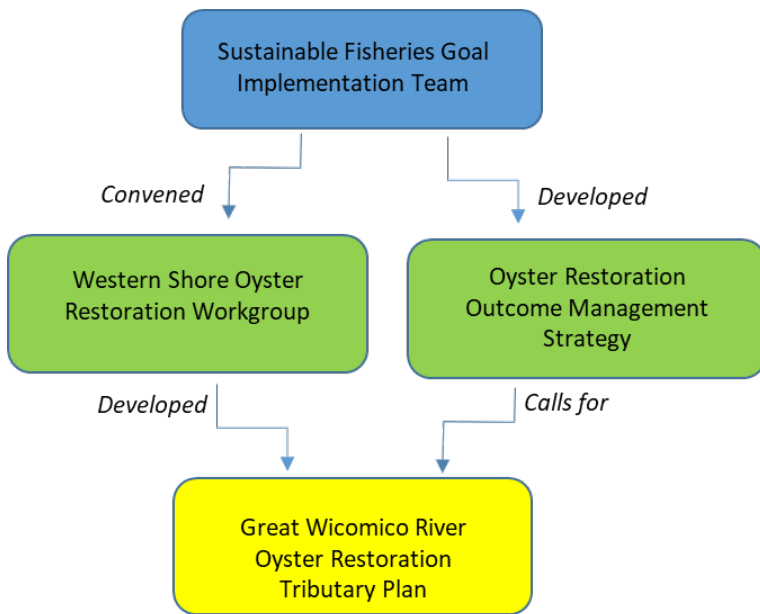 Sustainable Fisheries Goal
Implementation Team
Convened
Developed
Western Shore Oyster
Restoration Workgroup
Oyster Restoration
Outcome Management
Strategy
Developed
Calls for
Great Wicomico River
Oyster Restoration
Tributary Plan